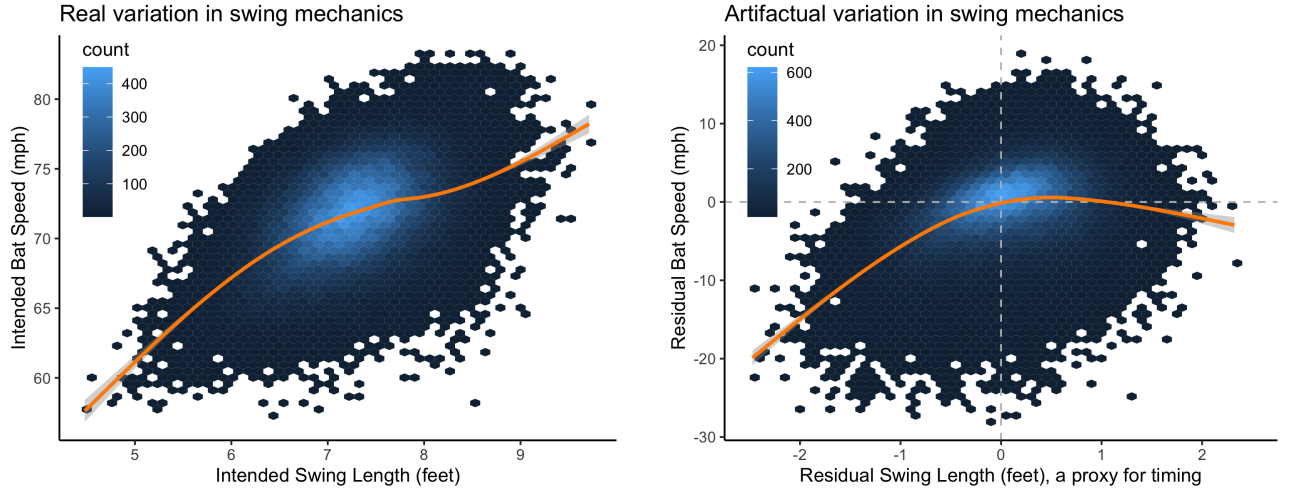 Real variation in swing mechanics
count
400
300
200
100
80
75
70
65
60
5 6 7 8 9
Intended Swing Length (feet)
Intended Bat Speed (mph)
Artifactual variation in swing mechanics
count
600
400
200
20
10
0
-10
-20
-30
-2 -1 0 1 2
Residual Swing Length (feet), a proxy for timing
Residual Bat Speed (mph)